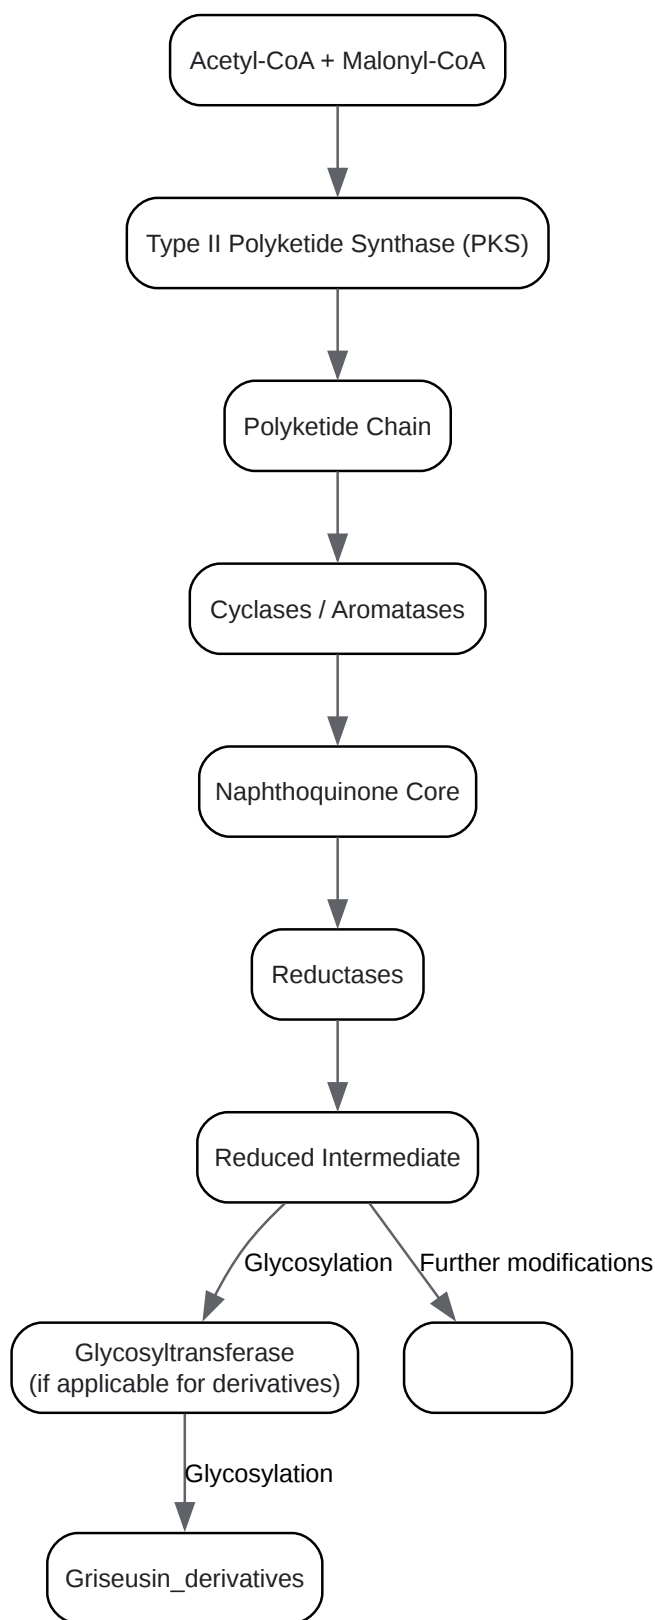 Acetyl-CoA + Malonyl-CoA
Type II Polyketide Synthase (PKS)
Polyketide Chain
Cyclases / Aromatases
Naphthoquinone Core
Reductases
Reduced Intermediate
Glycosylation
Further modifications
Glycosyltransferase
(if applicable for derivatives)
Glycosylation
Griseusin_derivatives